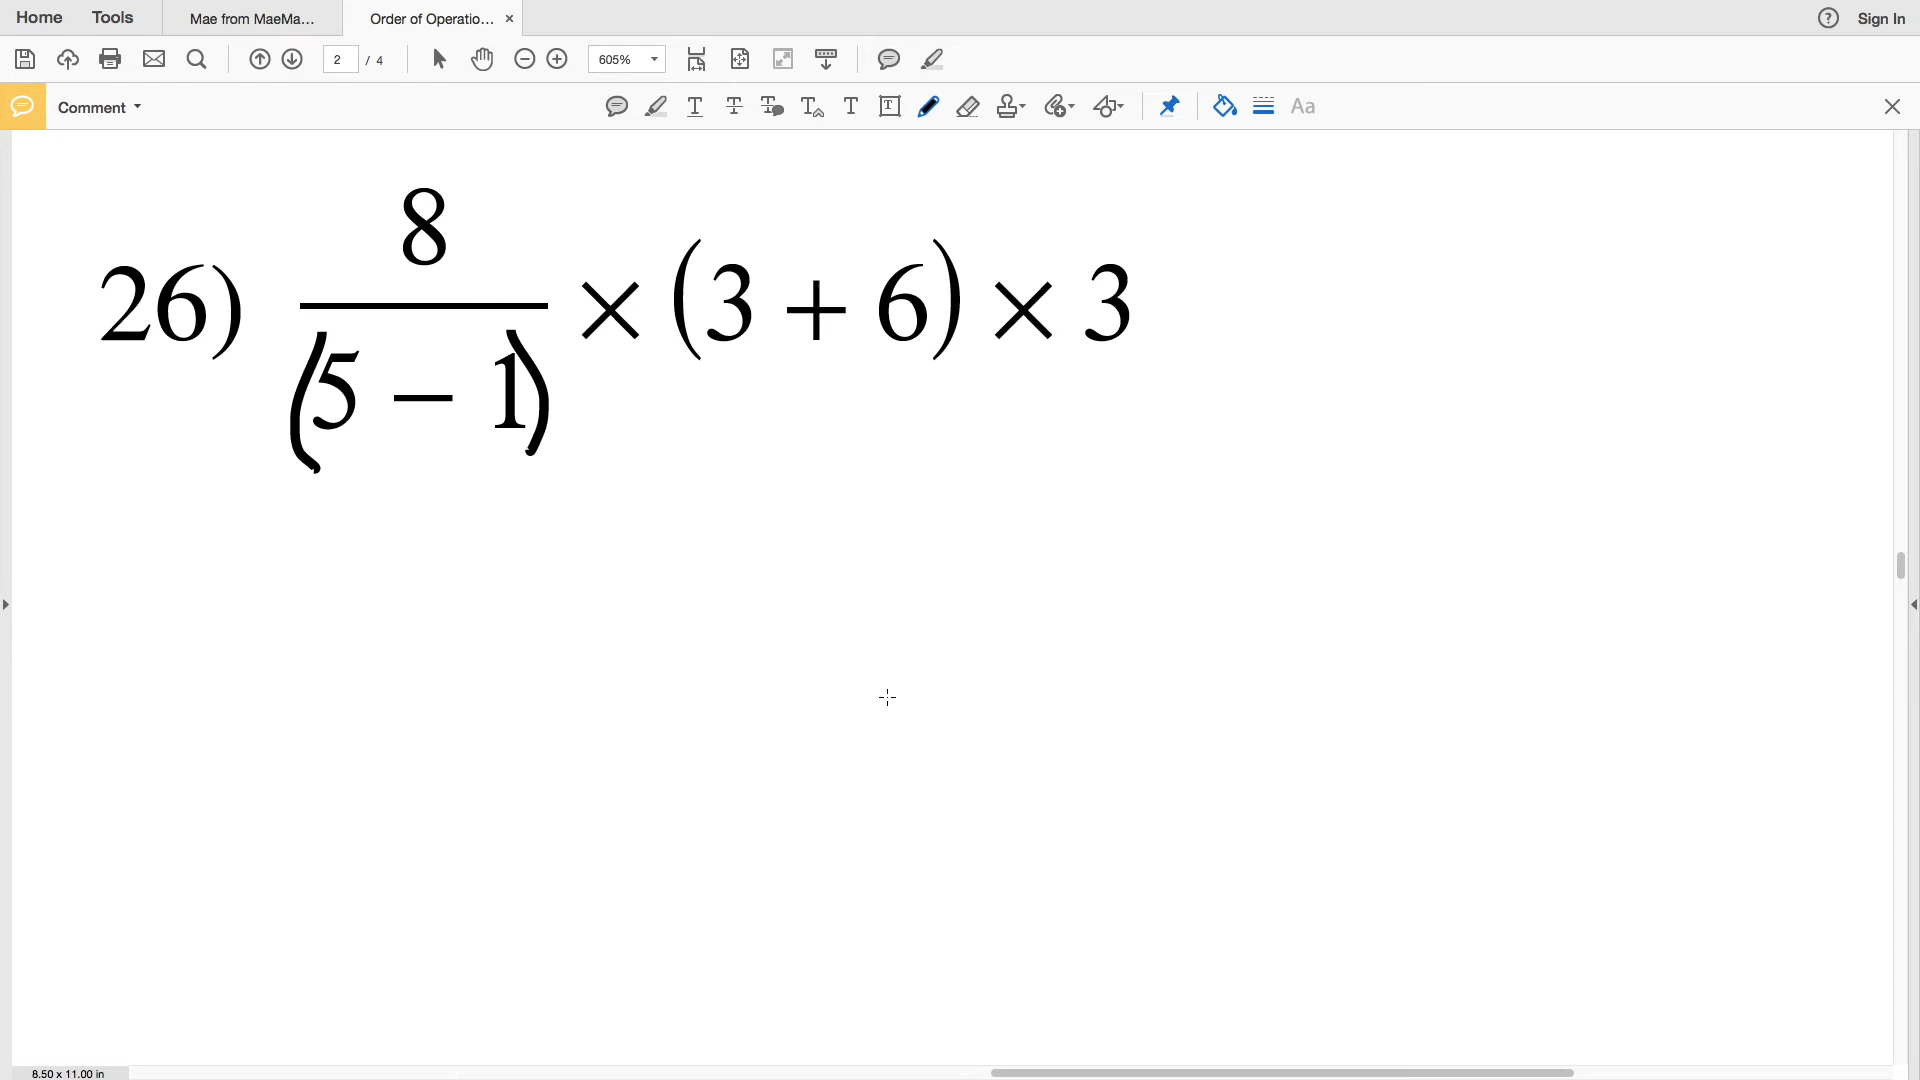 Home Tools Mae from MaeMa... Order of Operatio... × ? Sign In
2 / 4 605%
Comment T T T T T T Aa
26) 8/(5 − 1) × (3 + 6) × 3
8.50 x 11.00 in